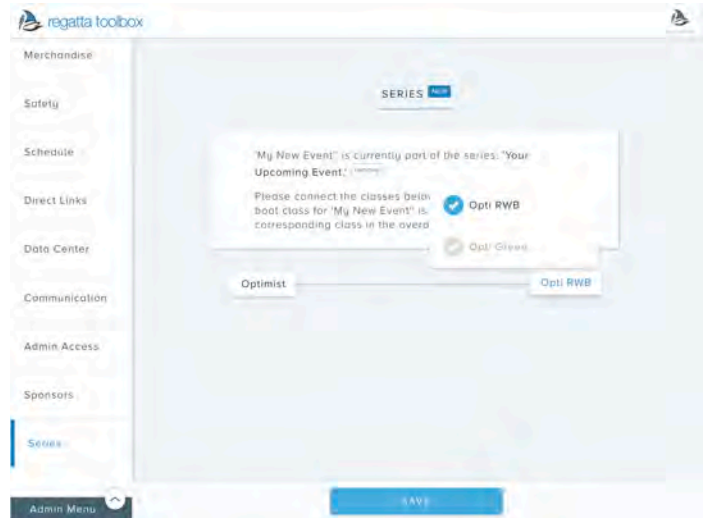 regatta toolbox
Merchandise
Safety
Schedule
Direct Links
Data Center
Communication
Admin Access
Sponsors
Series
Admin Menu
SERIES NEW
"My New Event" is currently part of the series: "Your
Upcoming Event."
Please connect the classes below
boat class for "My New Event" is
corresponding class in the overa
Opti RWB
Opti Green
Optimist
Opti RWB
SAVE